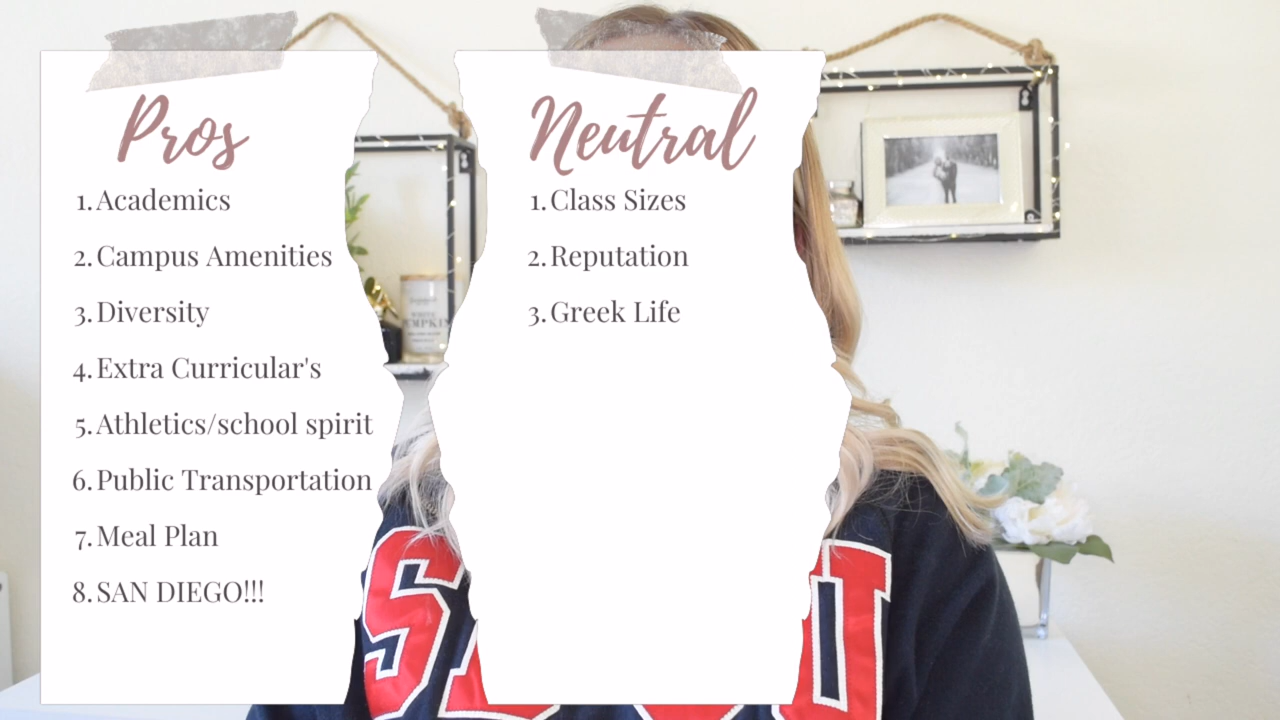 Pros
1. Academics
2. Campus Amenities
3. Diversity
4. Extra Curricular's
5. Athletics/school spirit
6. Public Transportation
7. Meal Plan
8. SAN DIEGO!!!
Neutral
1. Class Sizes
2. Reputation
3. Greek Life
WHITE